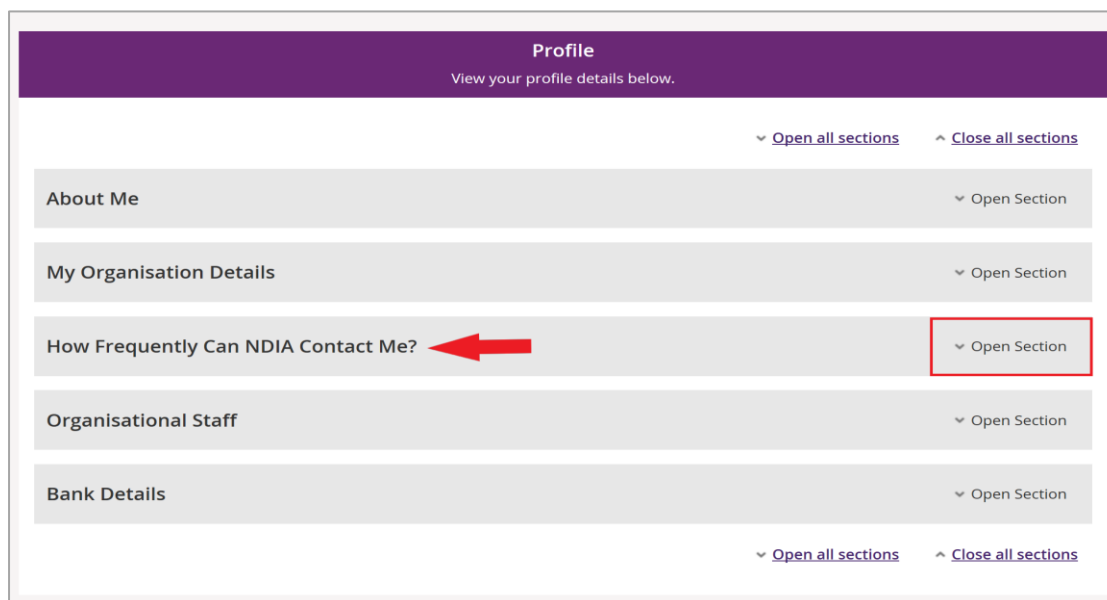 Profile
View your profile details below.
Open all sections Close all sections
About Me Open Section
My Organisation Details Open Section
How Frequently Can NDIA Contact Me? Open Section
Organisational Staff Open Section
Bank Details Open Section
Open all sections Close all sections